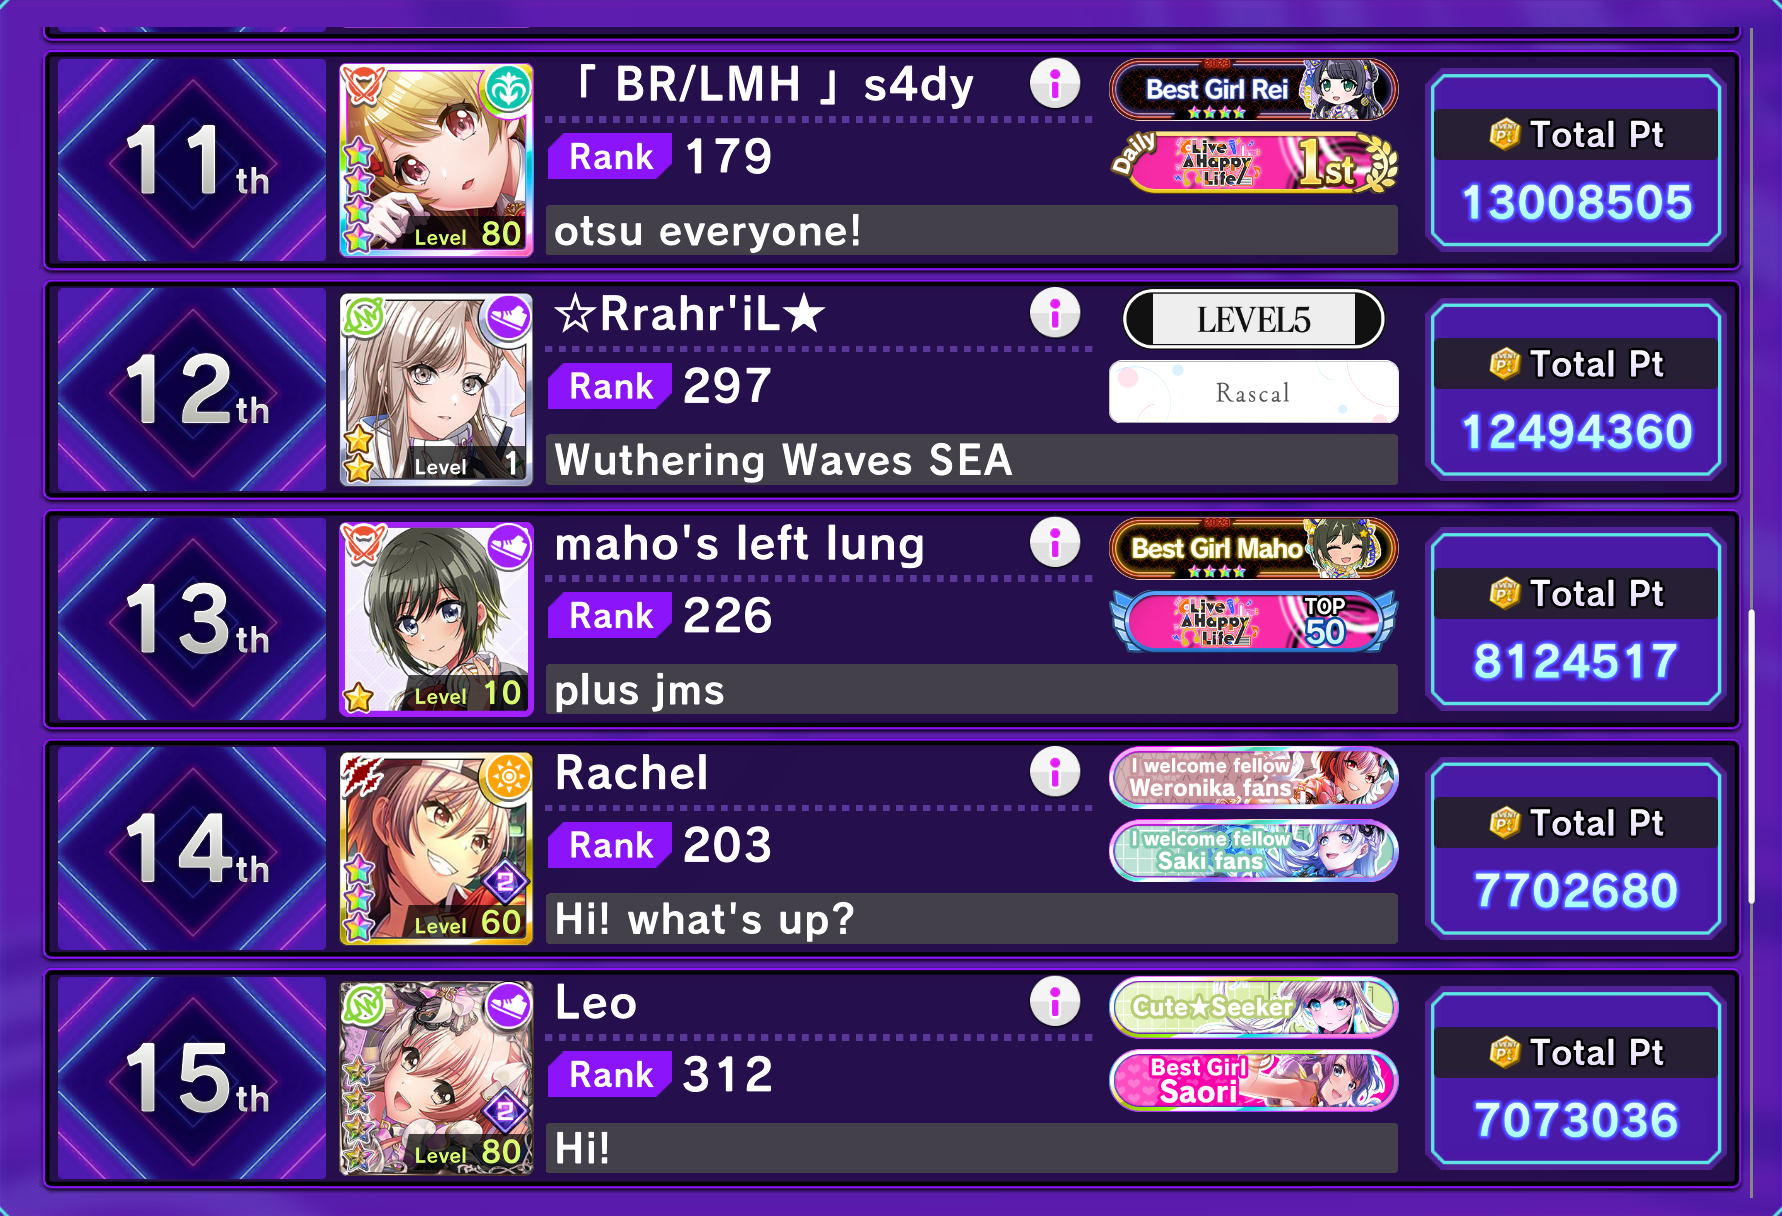 11th
「 BR/LMH 」 s4dy
Rank 179
otsu everyone!
Level 80
2023
Best Girl Rei
Daily
Live A Happy Life!
1st
Total Pt
13008505
12th
☆Rrahr'iL★
Rank 297
Wuthering Waves SEA
Level 1
LEVEL5
Rascal
Total Pt
12494360
13th
maho's left lung
Rank 226
plus jms
Level 10
2023
Best Girl Maho
Live A Happy Life!
TOP 50
Total Pt
8124517
14th
Rachel
Rank 203
Hi! what's up?
2
Level 60
I welcome fellow
Weronika fans
I welcome fellow
Saki fans
Total Pt
7702680
15th
Leo
Rank 312
Hi!
2
Level 80
Cute★Seeker
Best Girl
Saori
Total Pt
7073036